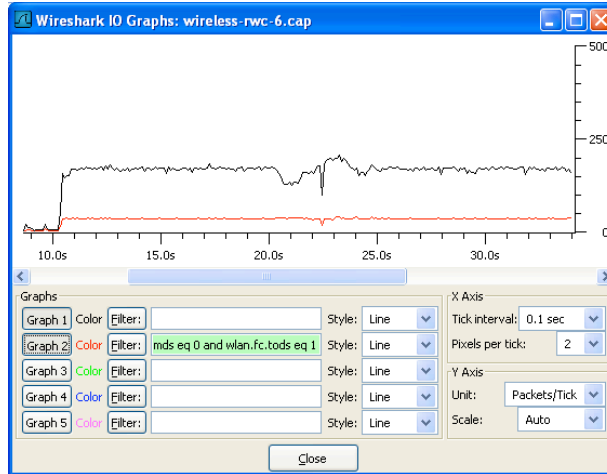 Wireshark IO Graphs: wireless-rwc-6.cap
500
250
0
10.0s 15.0s 20.0s 25.0s 30.0s
Graphs
Graph 1 Color Filter: Style: Line
Graph 2 Color Filter: mds eq 0 and wlan.fc.tods eq 1 Style: Line
Graph 3 Color Filter: Style: Line
Graph 4 Color Filter: Style: Line
Graph 5 Color Filter: Style: Line
X Axis
Tick interval: 0.1 sec
Pixels per tick: 2
Y Axis
Unit: Packets/Tick
Scale: Auto
Close